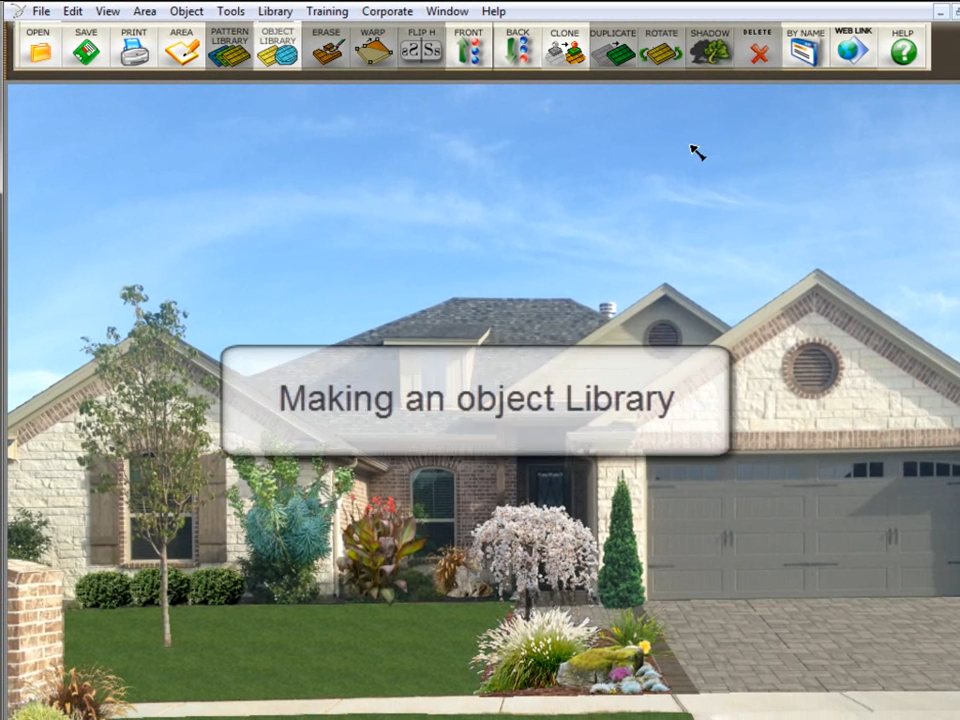 File Edit View Area Object Tools Library Training Corporate Window Help
OPEN SAVE PRINT AREA PATTERN LIBRARY OBJECT LIBRARY ERASE WARP FLIP H FRONT BACK CLONE DUPLICATE ROTATE SHADOW DELETE BY NAME WEB LINK HELP
Making an object Library